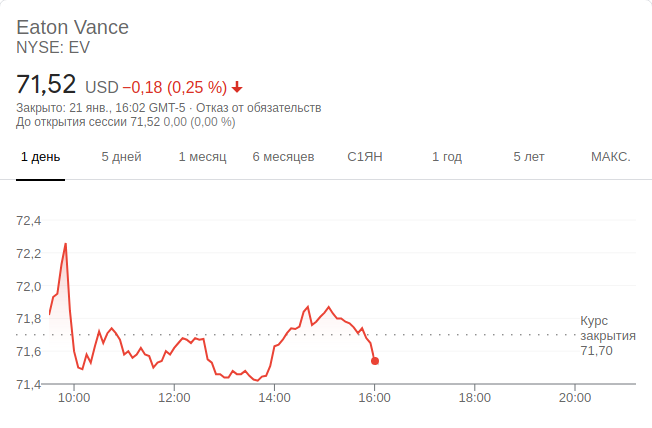 Eaton Vance
NYSE: EV
71,52 USD −0,18 (0,25 %)
Закрыто: 21 янв., 16:02 GMT-5 · Отказ от обязательств
До открытия сессии 71,52 0,00 (0,00 %)
1 день 5 дней 1 месяц 6 месяцев С1ЯН 1 год 5 лет МАКС.
72,4
72,2
72,0
71,8
71,6
71,4
Курс
закрытия
71,70
10:00 12:00 14:00 16:00 18:00 20:00